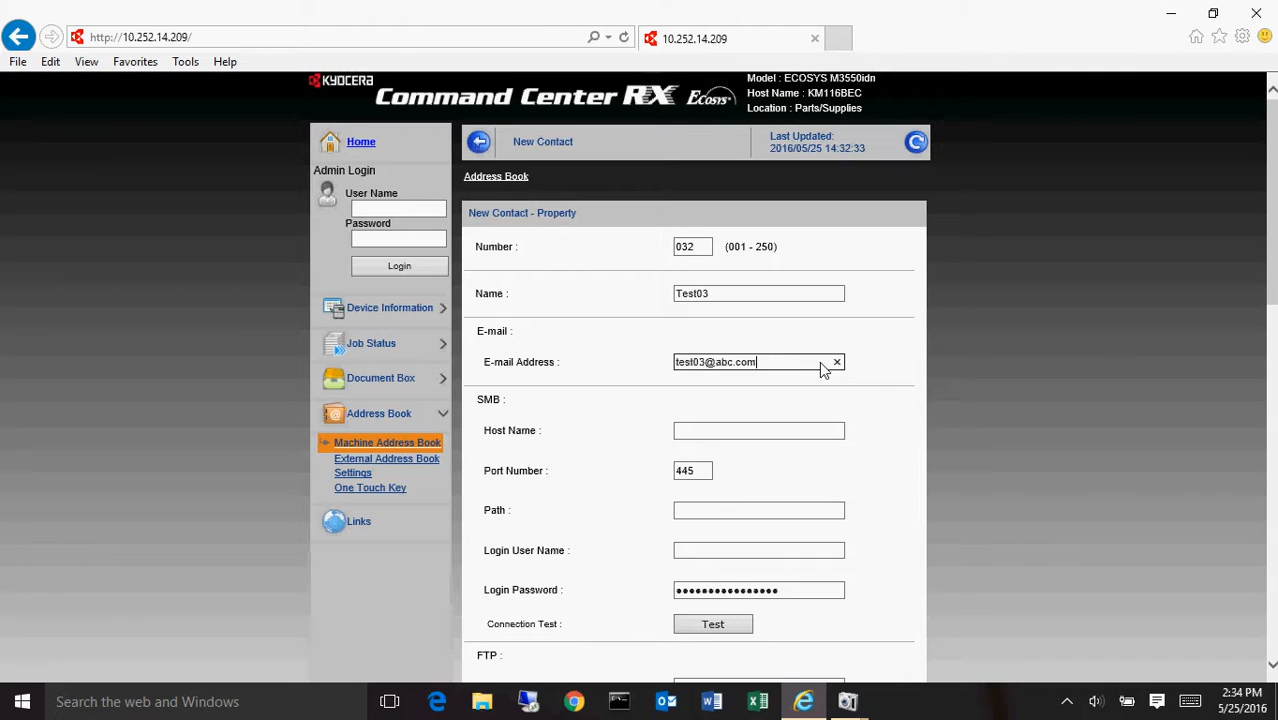 http://10.252.14.209/
10.252.14.209
File Edit View Favorites Tools Help
KYOCERA
Command Center RX Ecosys
Model : ECOSYS M3550idn
Host Name : KM116BEC
Location : Parts/Supplies
Home
Admin Login
User Name
Password
Login
Device Information
Job Status
Document Box
Address Book
Machine Address Book
External Address Book
Settings
One Touch Key
Links
New Contact
Last Updated:
2016/05/25 14:32:33
Address Book
New Contact - Property
Number : 032 (001 - 250)
Name : Test03
E-mail :
E-mail Address : test03@abc.com
SMB :
Host Name :
Port Number : 445
Path :
Login User Name :
Login Password : ●●●●●●●●●●●●●●●●
Connection Test : Test
FTP :
Search the web and Windows
2:34 PM
5/25/2016